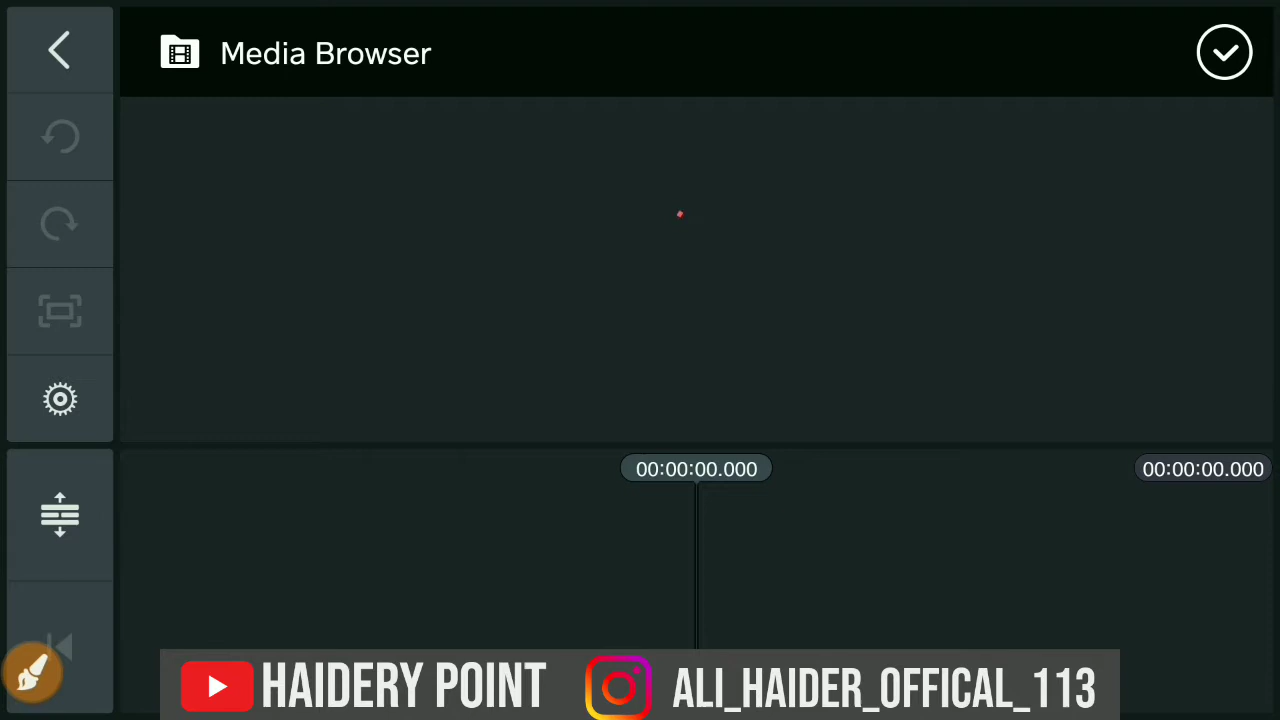 Media Browser
00:00:00.000
00:00:00.000
HAIDERY POINT
ALI_HAIDER_OFFICAL_113